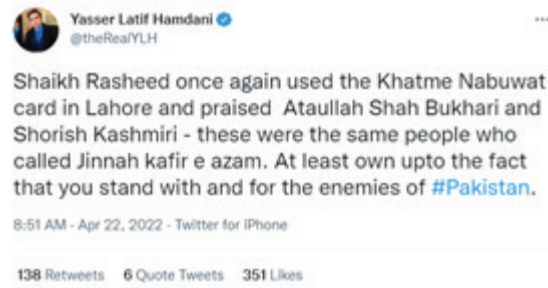 Yasser Latif Hamdani
@theRealYLH
Shaikh Rasheed once again used the Khatme Nabuwat
card in Lahore and praised Ataullah Shah Bukhari and
Shorish Kashmiri - these were the same people who
called Jinnah kafir e azam. At least own upto the fact
that you stand with and for the enemies of #Pakistan.
8:51 AM - Apr 22, 2022 - Twitter for iPhone
138 Retweets 6 Quote Tweets 351 Likes